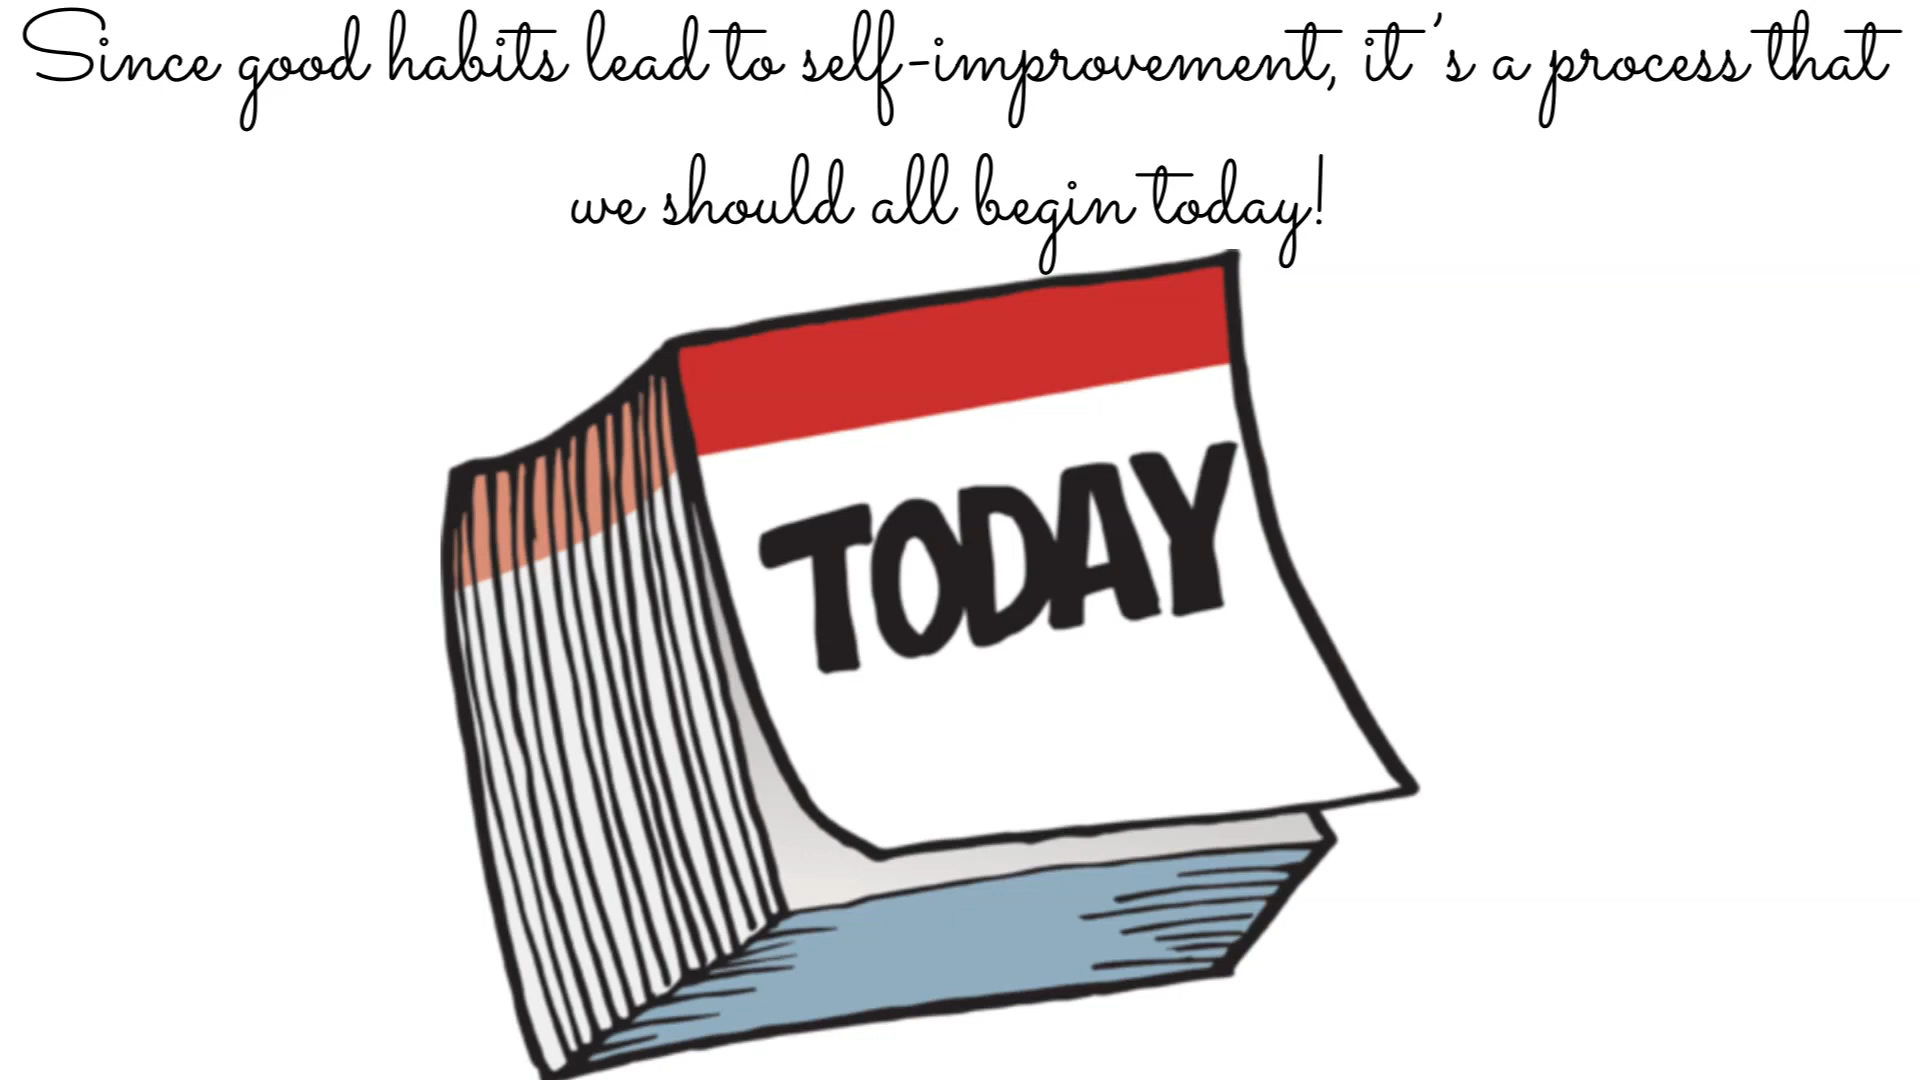 Since good habits lead to self-improvement, it's a process that
we should all begin today!
TODAY